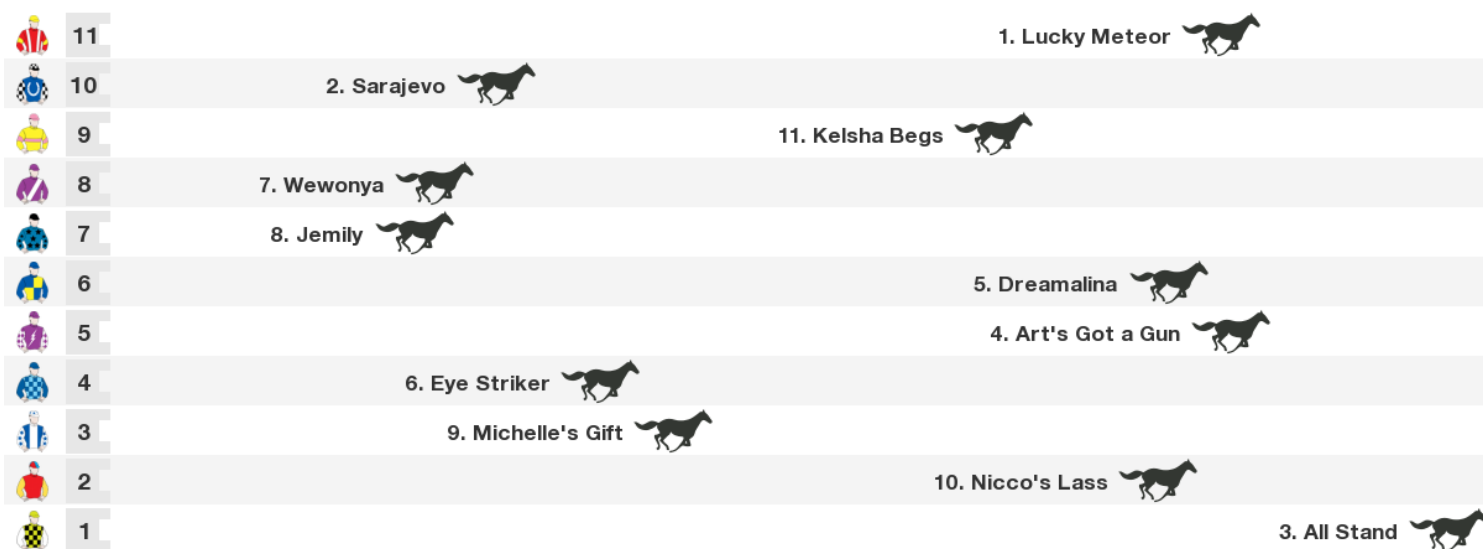 11 1. Lucky Meteor
10 2. Sarajevo
9 11. Kelsha Begs
8 7. Wewonya
7 8. Jemily
6 5. Dreamalina
5 4. Art's Got a Gun
4 6. Eye Striker
3 9. Michelle's Gift
2 10. Nicco's Lass
1 3. All Stand